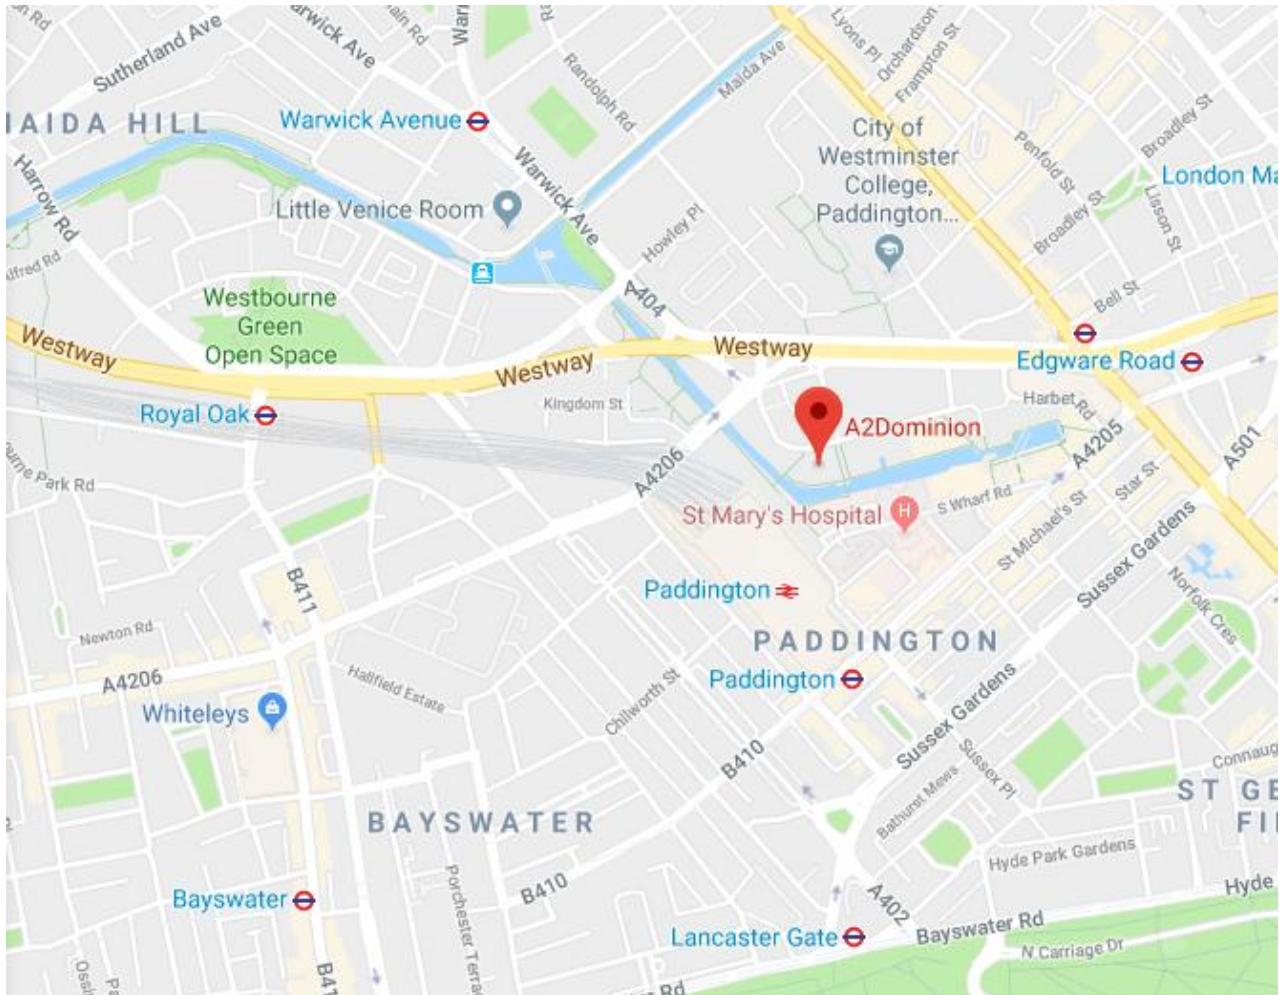 Sutherland Ave
Warwick Ave
Lyons Pl
Orchardson
Frampton St
Maida Ave
Randolph Rd
Warwick Avenue
City of
Westminster
College,
Paddington...
Penfold St
Broadley St
Harrow Rd
Warwick Ave
London Ma
Little Venice Room
Howley Pl
Broadley St
Lisson St
Alfred Rd
A404
Bell St
Westbourne
Green
Open Space
Westway
Westway
Westway
Edgware Road
Royal Oak
Kingdom St
Harbet Rd
A2Dominion
A4205
A501
A4206
Star St
St Mary's Hospital
S Wharf Rd
St Michael's St
Sussex Gardens
B411
Paddington
Norfolk Cres
Newton Rd
PADDINGTON
A4206
Hallfield Estate
Chilworth St
Paddington
Whiteleys
Sussex Gardens
B410
Sussex Pl
Bathurst Mews
BAYSWATER
Hyde Park Gardens
B410
Porchester Terra
Bayswater
A402
Hyde
Lancaster Gate
Bayswater Rd
N Carriage Dr